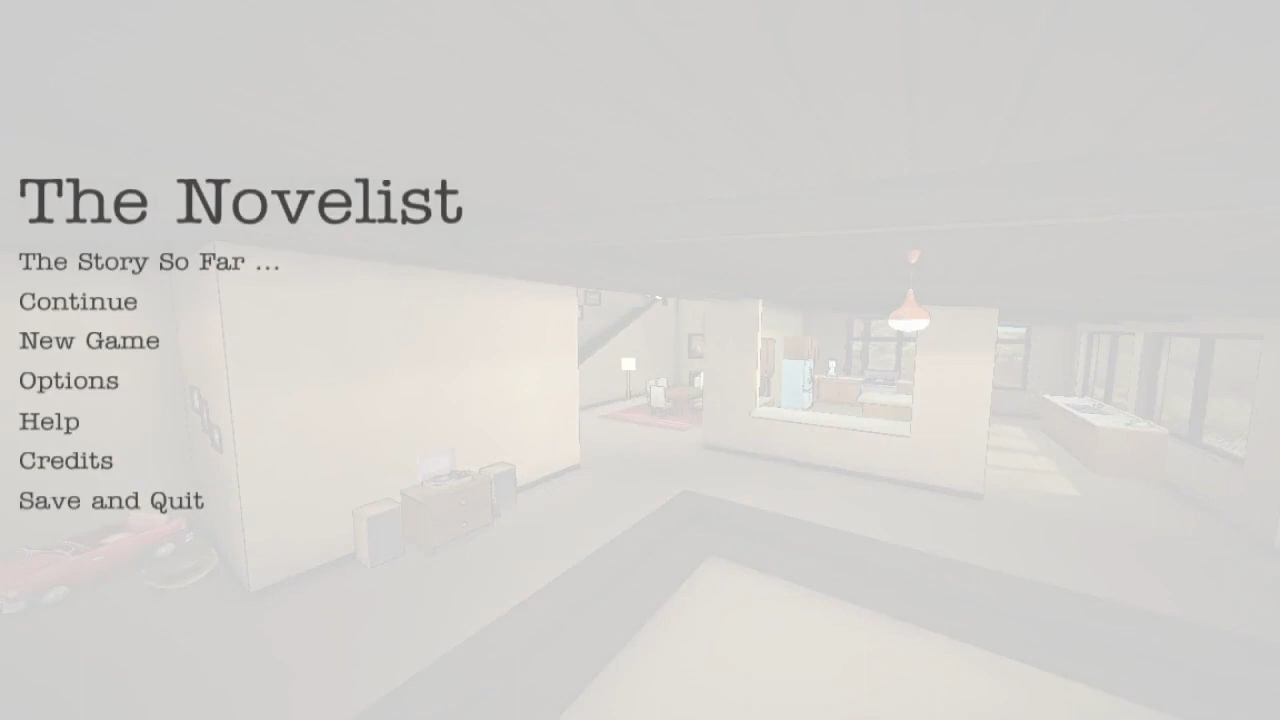 The Novelist
The Story So Far ...
Continue
New Game
Options
Help
Credits
Save and Quit